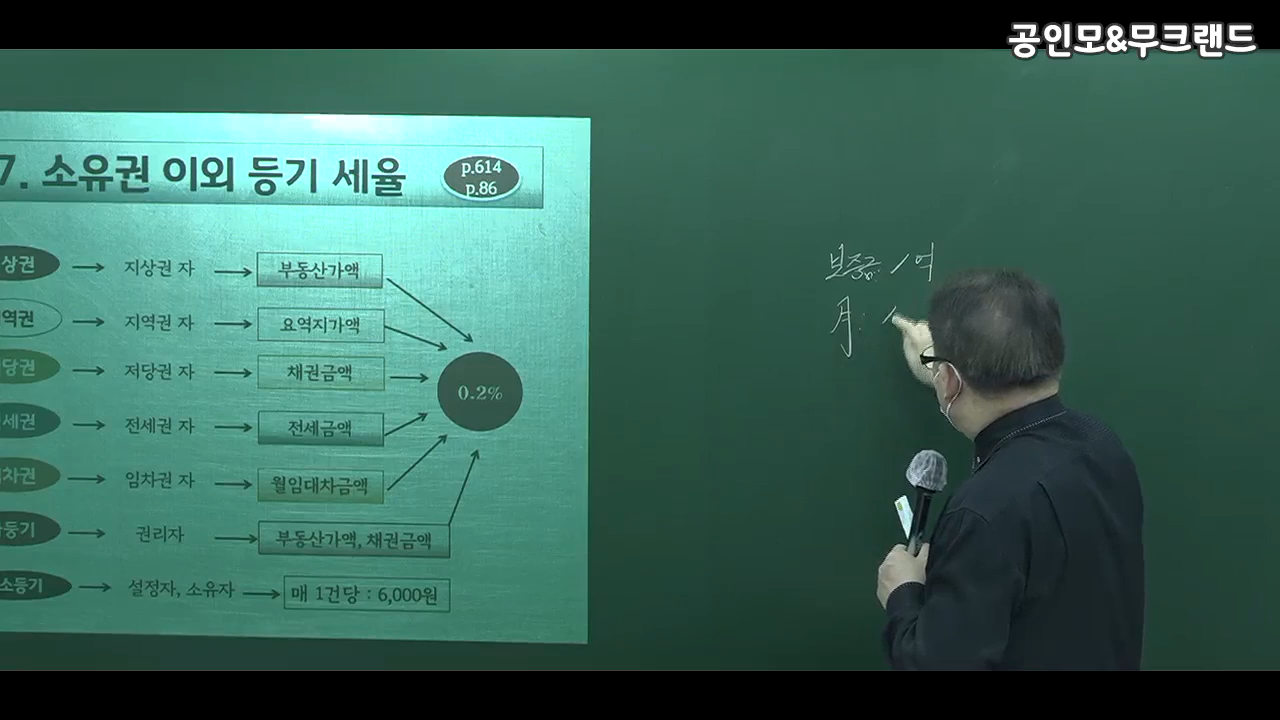 공인모&무크랜드
7. 소유권 이외 등기 세율
p.614
p.86
상권 지상권 자 부동산가액
역권 지역권 자 요역지가액
당권 저당권 자 채권금액
세권 전세권 자 전세금액
차권 임차권 자 월임대차금액
등기 권리자 부동산가액, 채권금액
소등기 설정자, 소유자 매 1건당 : 6,000원
0.2%
보증금: 1억
月: